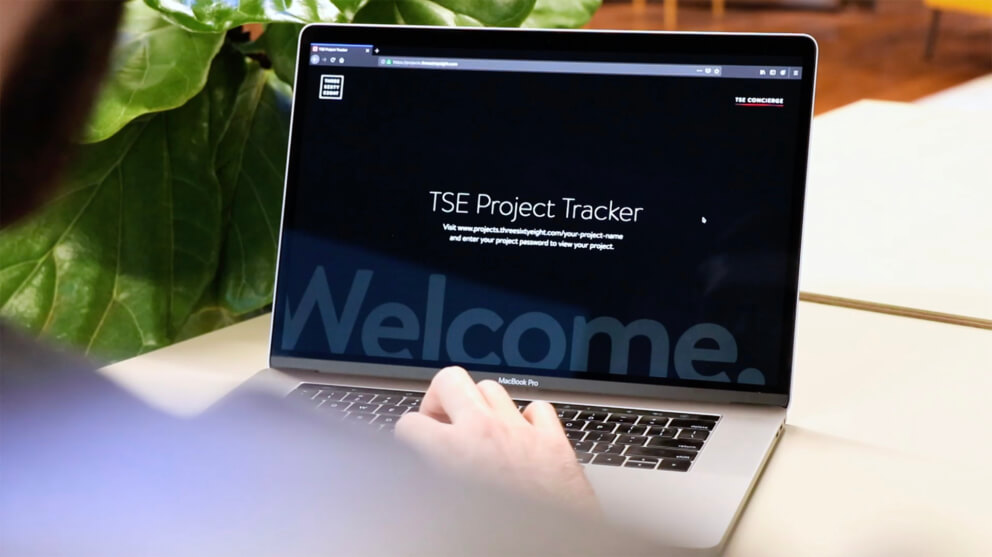 TSE Project Tracker
THREE
SIXTY
EIGHT
TSE CONCIERGE
TSE Project Tracker
Visit www.projects.threesixtyeight.com/your-project-name
and enter your project password to view your project.
Welcome.
MacBook Pro